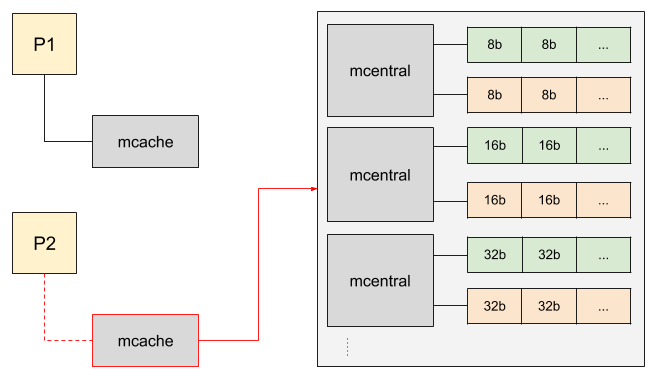 P1
mcache
P2
mcache
mcentral
8b 8b ...
8b 8b ...
mcentral
16b 16b ...
16b 16b ...
mcentral
32b 32b ...
32b 32b ...